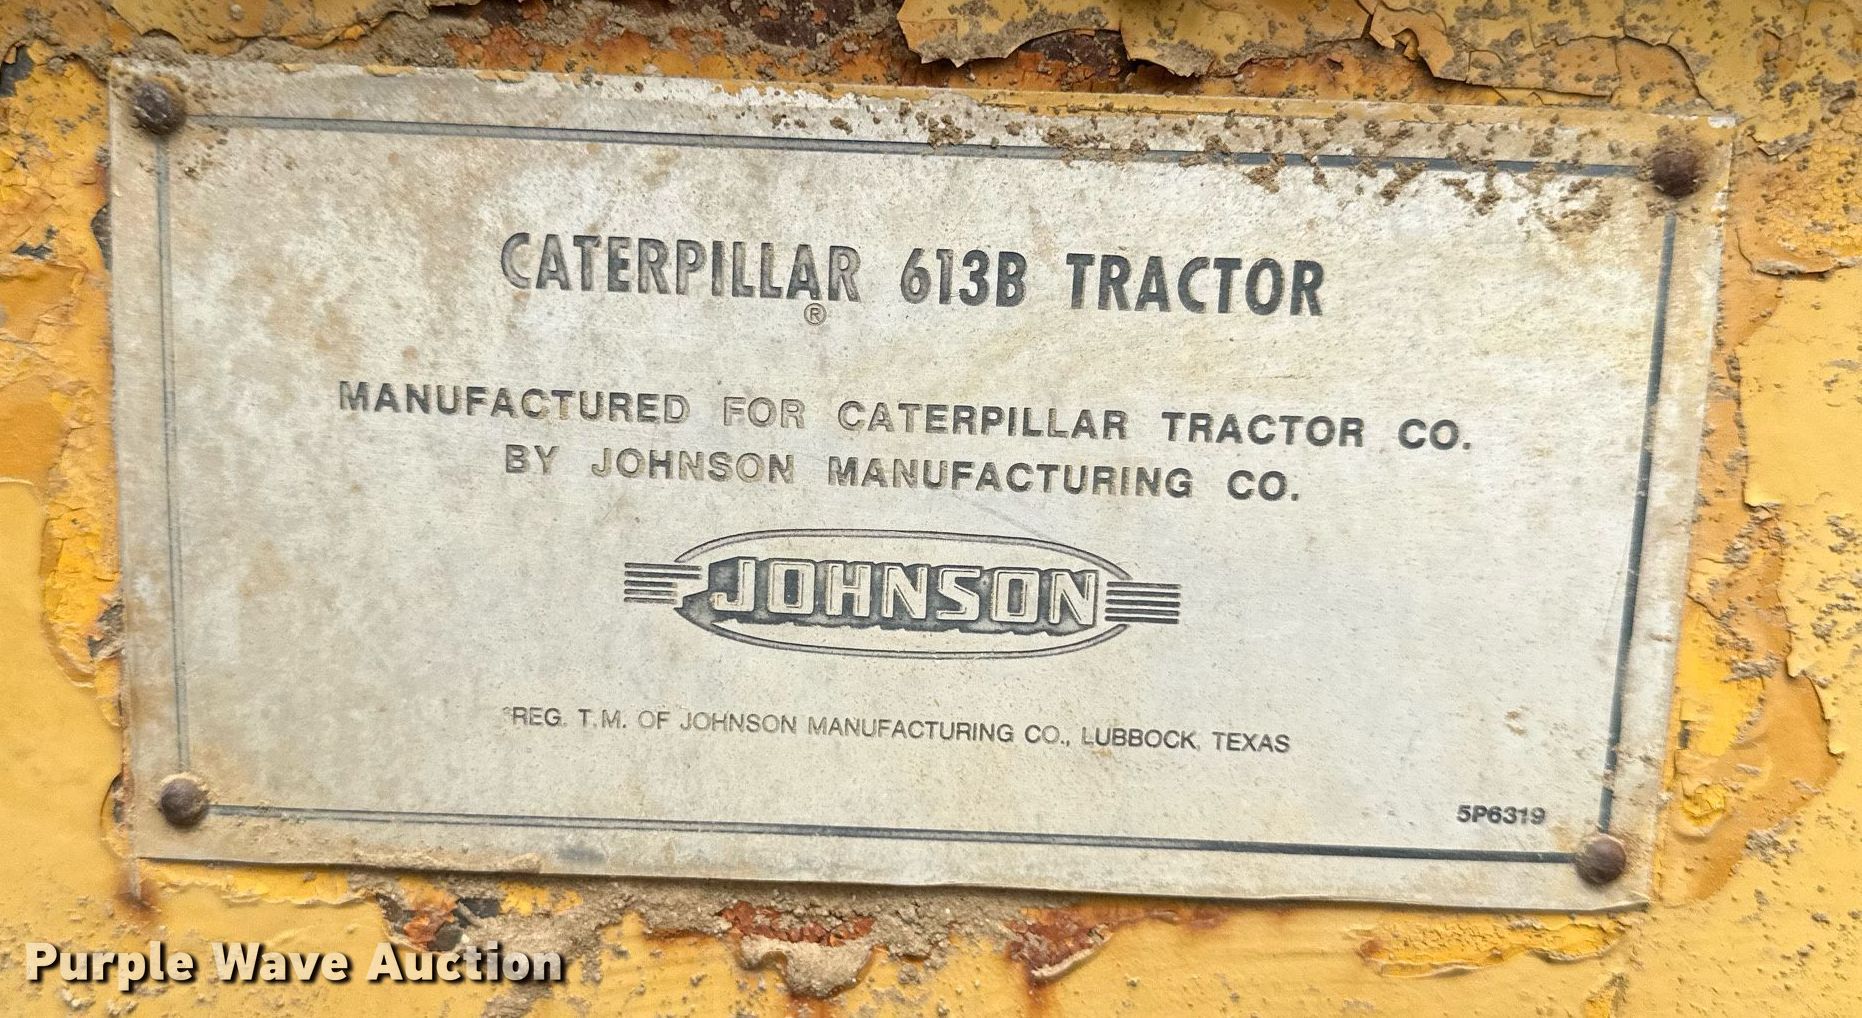 CATERPILLAR 613B TRACTOR
®
MANUFACTURED FOR CATERPILLAR TRACTOR CO.
BY JOHNSON MANUFACTURING CO.
JOHNSON
®REG. T.M. OF JOHNSON MANUFACTURING CO., LUBBOCK, TEXAS
5P6319
Purple Wave Auction